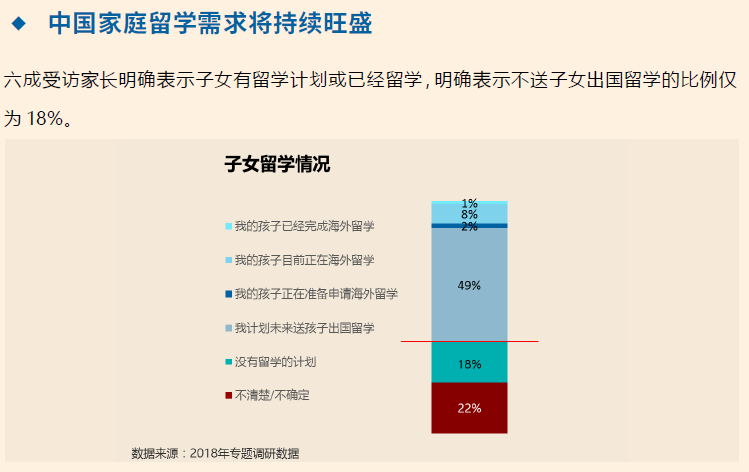 中国家庭留学需求将持续旺盛
六成受访家长明确表示子女有留学计划或已经留学，明确表示不送子女出国留学的比例仅
为 18%。
子女留学情况
1%
我的孩子已经完成海外留学
8%
2%
我的孩子目前正在海外留学
我的孩子正在准备申请海外留学
49%
我计划未来送孩子出国留学
没有留学的计划
18%
不清楚/不确定
22%
数据来源：2018年专题调研数据